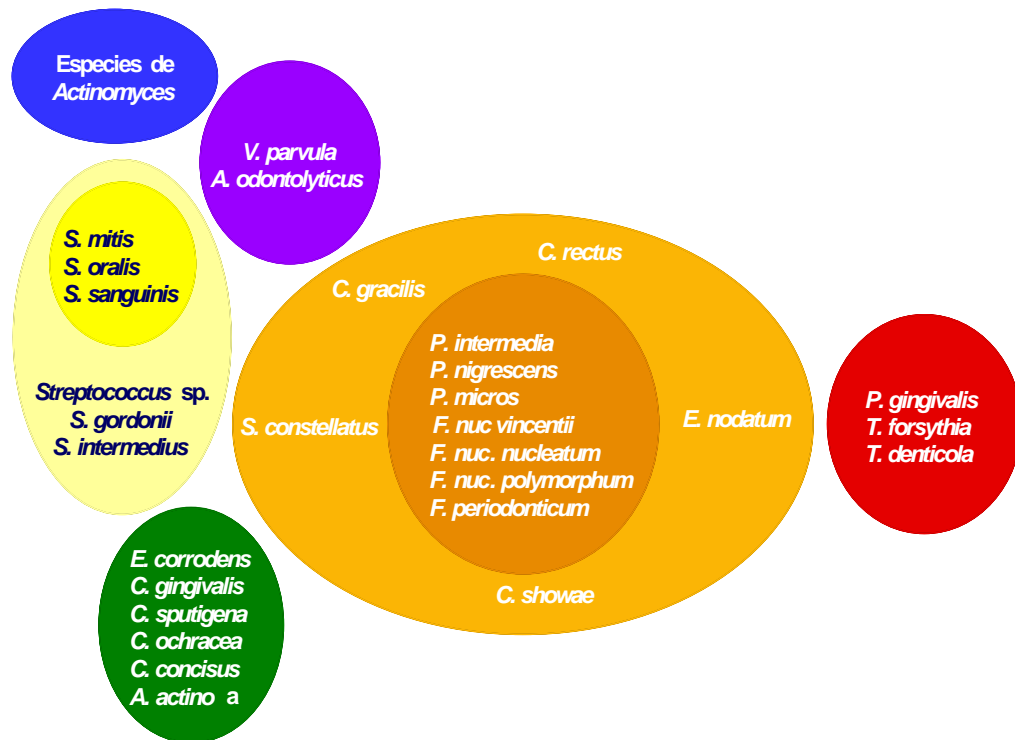 Especies de
Actinomyces
V. parvula
A. odontolyticus
S. mitis
S. oralis
S. sanguinis
Streptococcus sp.
S. gordonii
S. intermedius
E. corrodens
C. gingivalis
C. sputigena
C. ochracea
C. concisus
A. actino a
C. rectus
C. gracilis
S. constellatus
P. intermedia
P. nigrescens
P. micros
F. nuc vincentii
F. nuc. nucleatum
F. nuc. polymorphum
F. periodonticum
E. nodatum
C. showae
P. gingivalis
T. forsythia
T. denticola